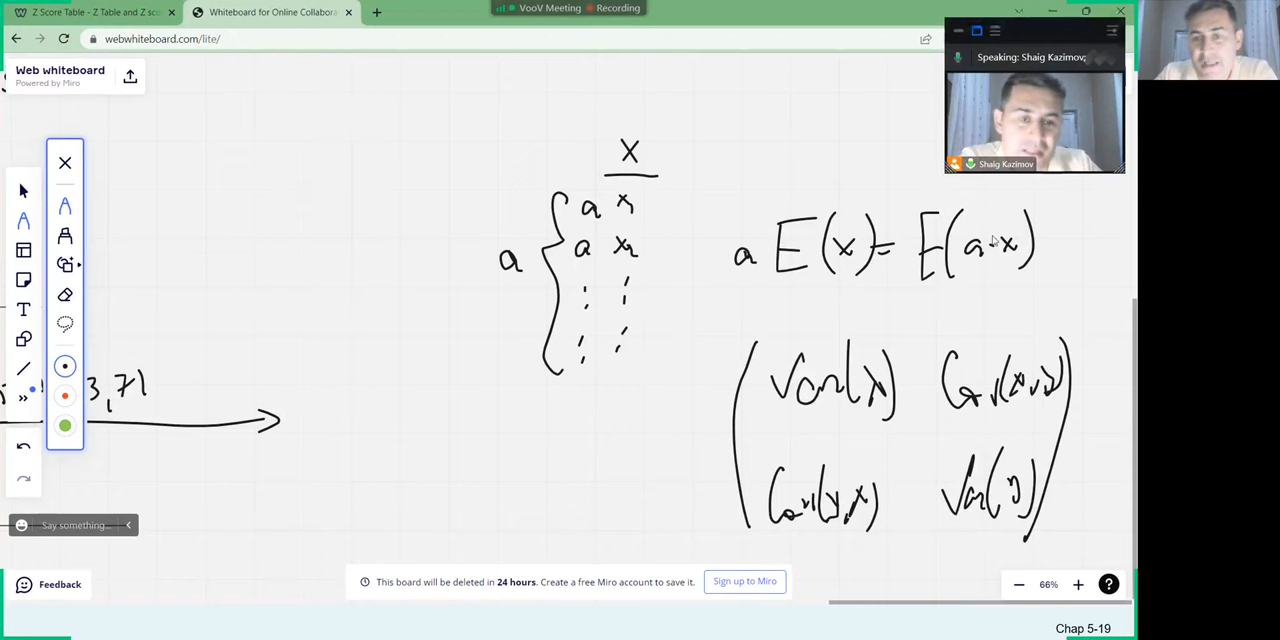 VooV Meeting Recording
Z Score Table - Z Table and Z sco
Whiteboard for Online Collabora
webwhiteboard.com/lite/
Speaking: Shaig Kazimov;
Shaig Kazimov
Web whiteboard
Powered by Miro
X
a x₁
a x₂
a
a E(x) = E(a·x)
3,71
Var(x) Cov(x,y)
Cov(y,x) Var(y)
T
Say something...
Feedback
This board will be deleted in 24 hours. Create a free Miro account to save it.
Sign up to Miro
66%
?
Chap 5-19